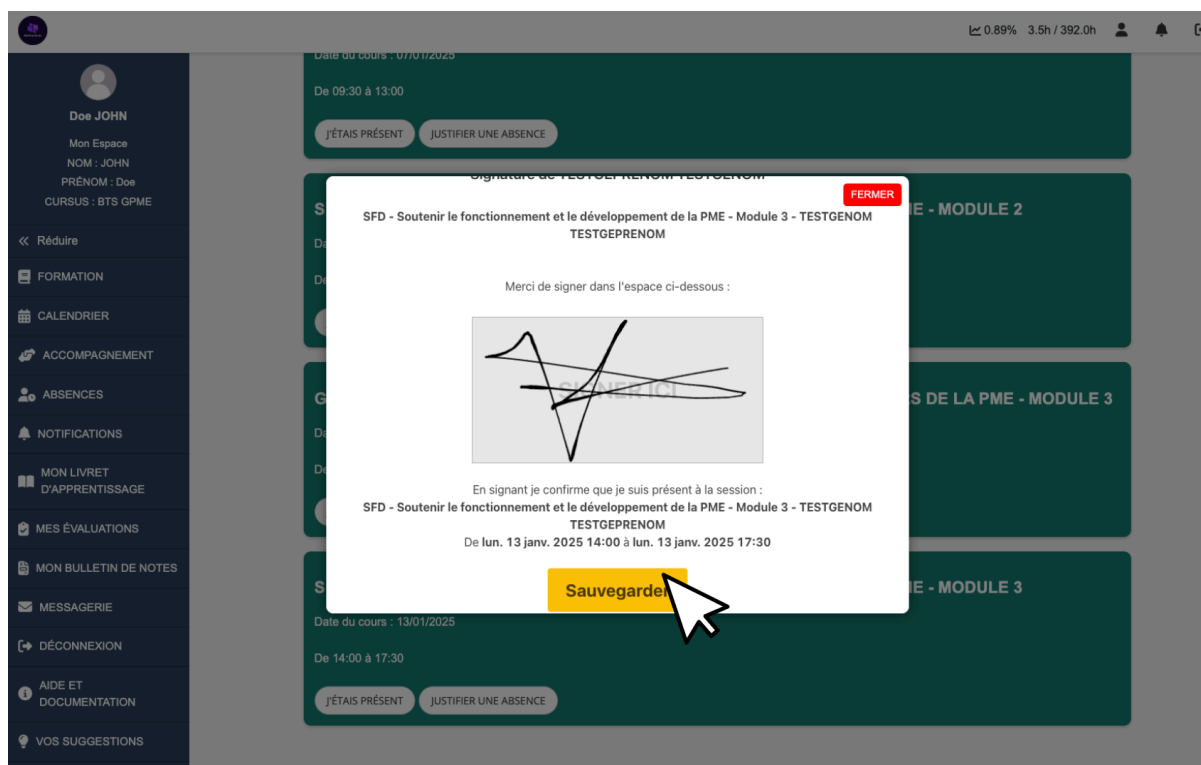 0.89% 3.5h / 392.0h
Doe JOHN
Mon Espace
NOM : JOHN
PRÉNOM : Doe
CURSUS : BTS GPME
Réduire
FORMATION
CALENDRIER
ACCOMPAGNEMENT
ABSENCES
NOTIFICATIONS
MON LIVRET
D'APPRENTISSAGE
MES ÉVALUATIONS
MON BULLETIN DE NOTES
MESSAGERIE
DÉCONNEXION
AIDE ET
DOCUMENTATION
VOS SUGGESTIONS
Date du cours : 07/01/2025
De 09:30 à 13:00
J'ÉTAIS PRÉSENT JUSTIFIER UNE ABSENCE
- MODULE 2
S DE LA PME - MODULE 3
Signature de
FERMER
SFD - Soutenir le fonctionnement et le développement de la PME - Module 3 - TESTGENOM
TESTGEPRENOM
Merci de signer dans l'espace ci-dessous :
SIGNER ICI
En signant je confirme que je suis présent à la session :
SFD - Soutenir le fonctionnement et le développement de la PME - Module 3 - TESTGENOM
TESTGEPRENOM
De lun. 13 janv. 2025 14:00 à lun. 13 janv. 2025 17:30
Sauvegarder
- MODULE 3
Date du cours : 13/01/2025
De 14:00 à 17:30
J'ÉTAIS PRÉSENT JUSTIFIER UNE ABSENCE